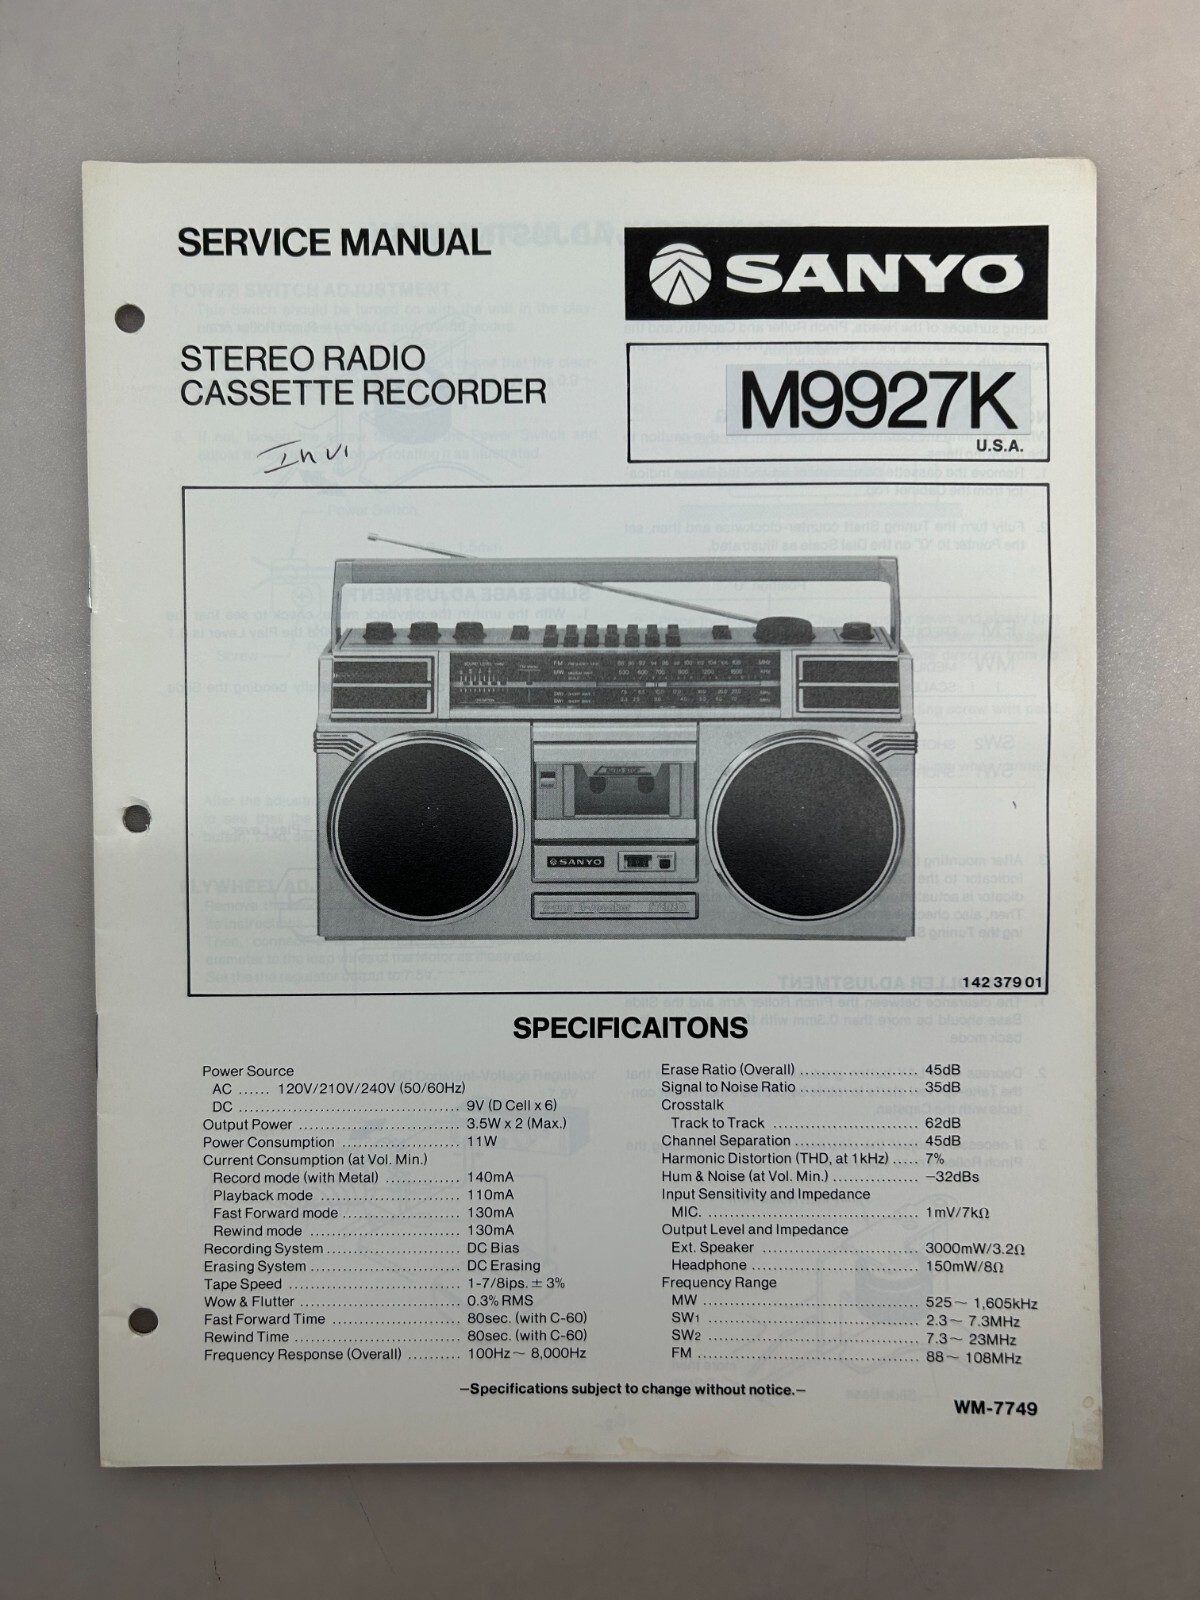 SERVICE MANUAL
SANYO
STEREO RADIO
CASSETTE RECORDER
M9927K
U.S.A.
Invi
FM
MW
AUTO STOP
SANYO
142 379 01
SPECIFICAITONS
Power Source
AC ...... 120V/210V/240V (50/60Hz)
DC ...... 9V (D Cell x 6)
Output Power ...... 3.5W x 2 (Max.)
Power Consumption ...... 11W
Current Consumption (at Vol. Min.)
Record mode (with Metal) ...... 140mA
Playback mode ...... 110mA
Fast Forward mode ...... 130mA
Rewind mode ...... 130mA
Recording System ...... DC Bias
Erasing System ...... DC Erasing
Tape Speed ...... 1-7/8ips. ± 3%
Wow & Flutter ...... 0.3% RMS
Fast Forward Time ...... 80sec. (with C-60)
Rewind Time ...... 80sec. (with C-60)
Frequency Response (Overall) ...... 100Hz ~ 8,000Hz
Erase Ratio (Overall) ...... 45dB
Signal to Noise Ratio ...... 35dB
Crosstalk
Track to Track ...... 62dB
Channel Separation ...... 45dB
Harmonic Distortion (THD, at 1kHz) ..... 7%
Hum & Noise (at Vol. Min.) ...... −32dBs
Input Sensitivity and Impedance
MIC. ...... 1mV/7kΩ
Output Level and Impedance
Ext. Speaker ...... 3000mW/3.2Ω
Headphone ...... 150mW/8Ω
Frequency Range
MW ...... 525 ~ 1,605kHz
SW1 ...... 2.3 ~ 7.3MHz
SW2 ...... 7.3 ~ 23MHz
FM ...... 88 ~ 108MHz
—Specifications subject to change without notice.—
WM-7749